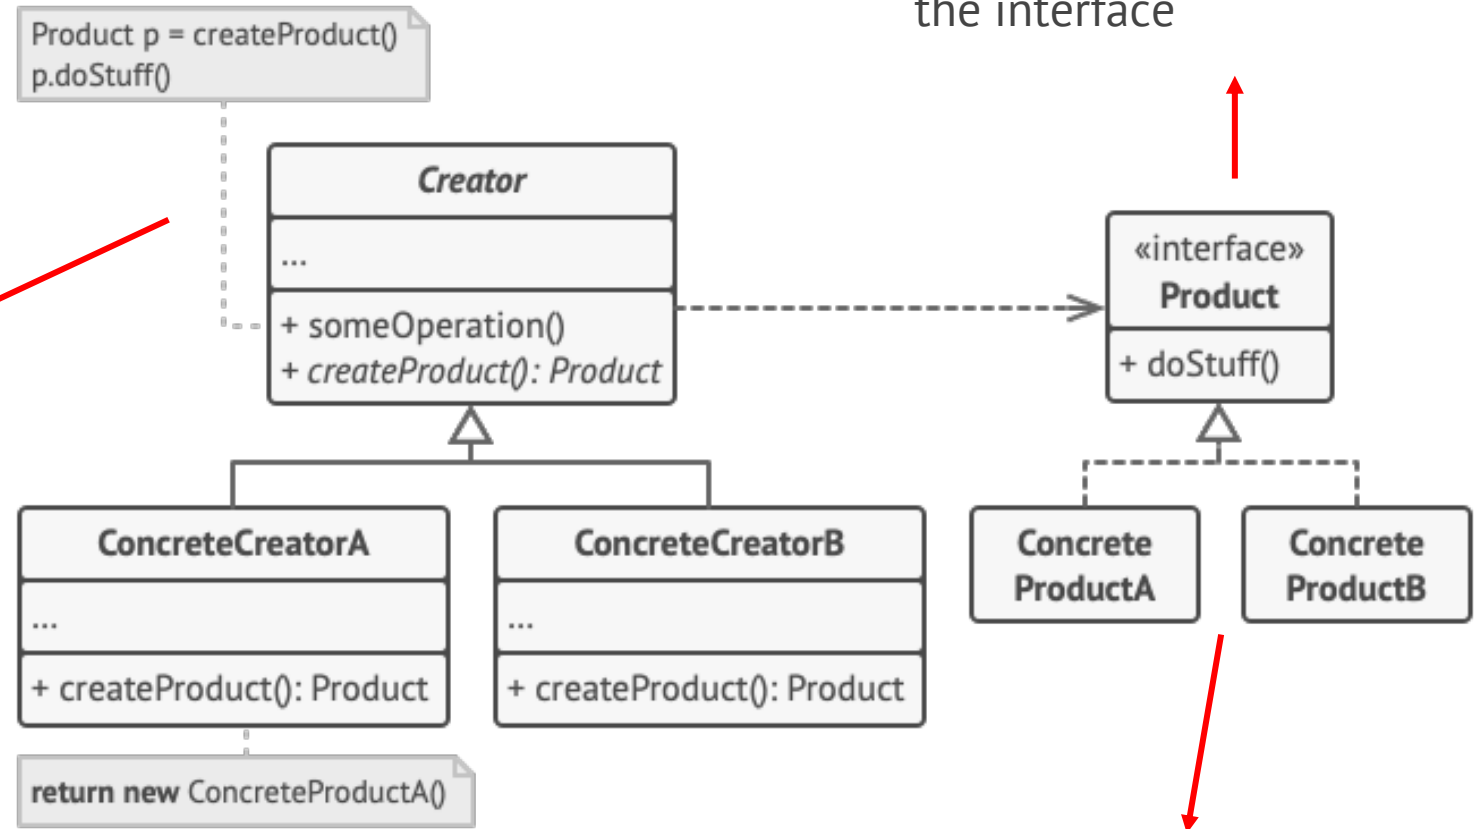 the interface
Product p = createProduct()
p.doStuff()
Creator
...
+ someOperation()
+ createProduct(): Product
«interface»
Product
+ doStuff()
ConcreteCreatorA
...
+ createProduct(): Product
return new ConcreteProductA()
ConcreteCreatorB
...
+ createProduct(): Product
Concrete
ProductA
Concrete
ProductB